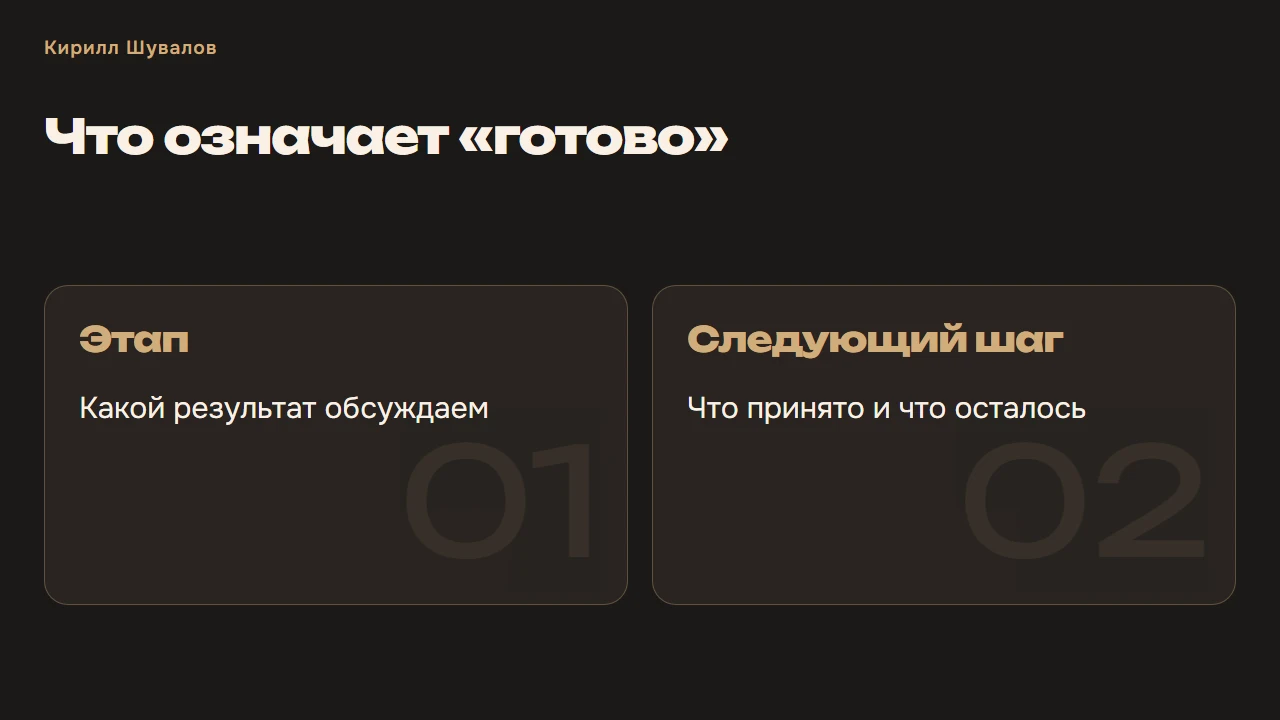 Кирилл Шувалов
Что означает «готово»
Этап
Какой результат обсуждаем
01
Следующий шаг
Что принято и что осталось
02